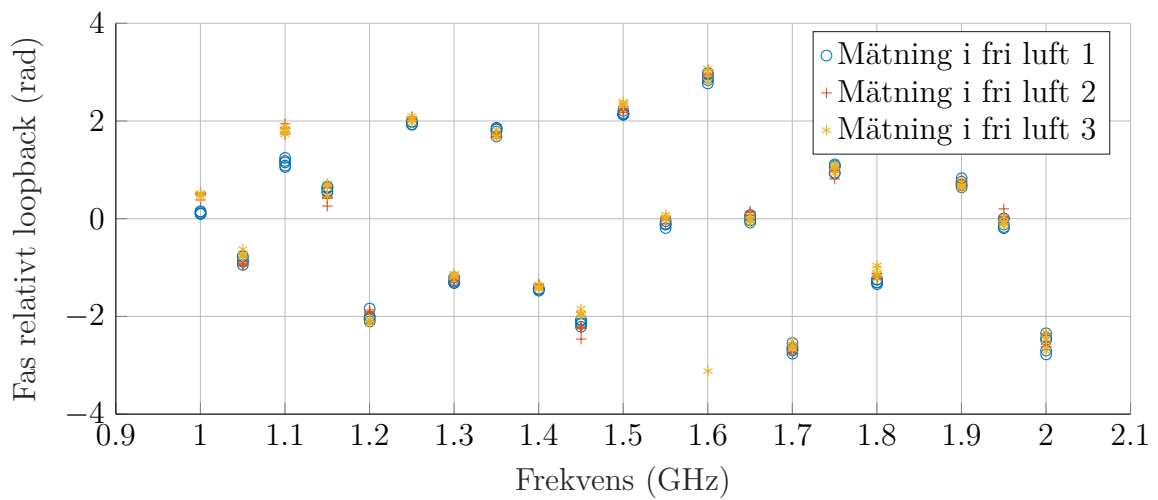 Fas relativt loopback (rad)
4
2
0
−2
−4
Mätning i fri luft 1
Mätning i fri luft 2
Mätning i fri luft 3
0.9 1 1.1 1.2 1.3 1.4 1.5 1.6 1.7 1.8 1.9 2 2.1
Frekvens (GHz)